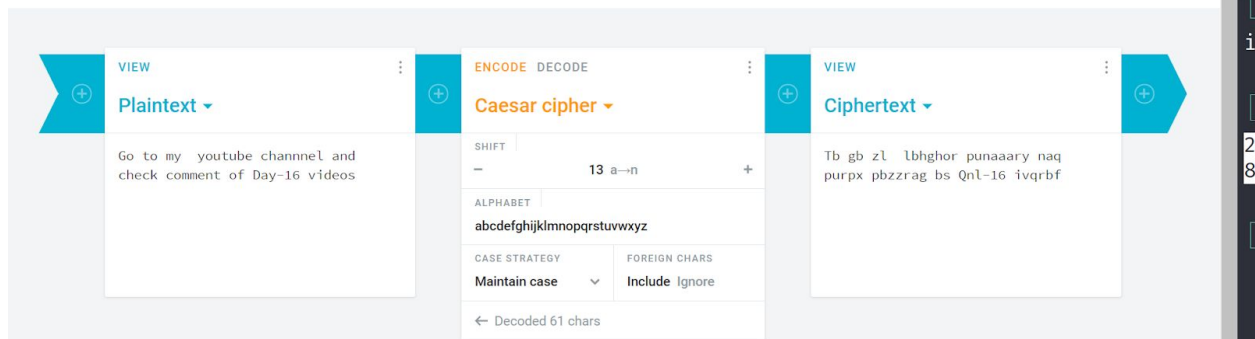 VIEW
Plaintext
Go to my  youtube channnel and
check comment of Day-16 videos
ENCODE DECODE
Caesar cipher
SHIFT
− 13 a→n +
ALPHABET
abcdefghijklmnopqrstuvwxyz
CASE STRATEGY
Maintain case
FOREIGN CHARS
Include Ignore
← Decoded 61 chars
VIEW
Ciphertext
Tb gb zl  lbhghor punaaary naq
purpx pbzzrag bs Qnl-16 ivqrbf
i
2
8